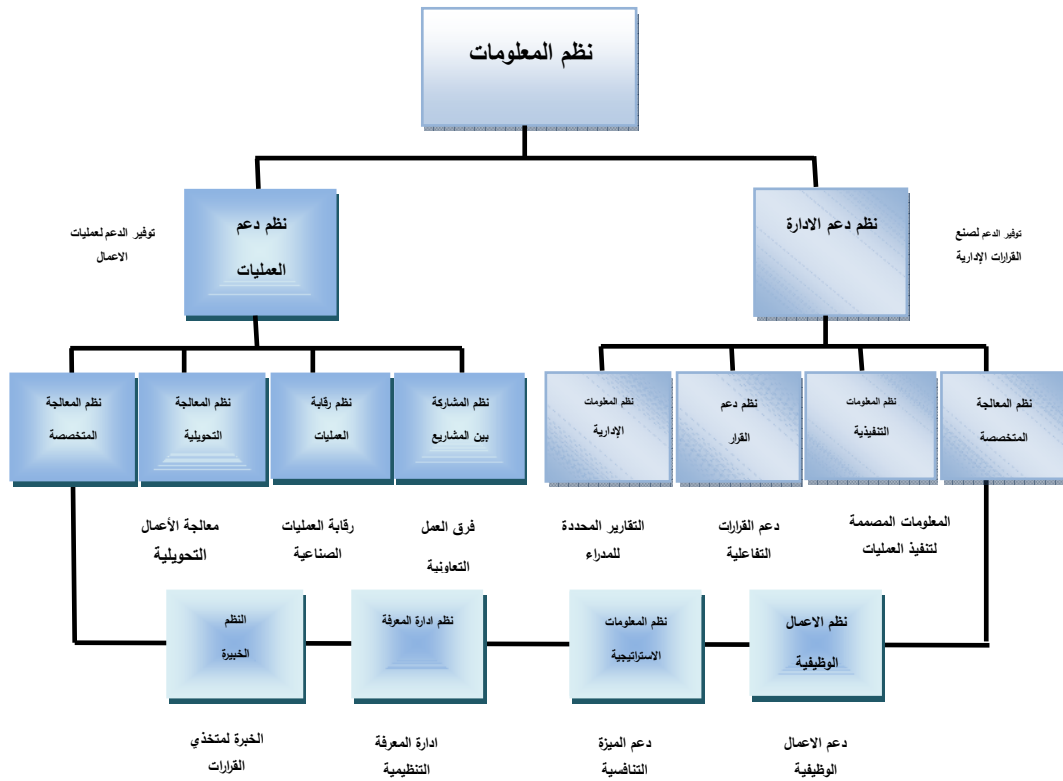 نظم المعلومات
نظم دعم الادارة
نظم دعم
العمليات
توفير الدعم لصنع
القرارات الإدارية
توفير الدعم لعمليات
الاعمال
نظم المعالجة
المتخصصة
نظم المعلومات
التنفيذية
نظم دعم
القرار
نظم المعلومات
الإدارية
نظم المشاركة
بين المشاريع
نظم رقابة
العمليات
نظم المعالجة
التحويلية
نظم المعالجة
المتخصصة
المعلومات المصممة
لتنفيذ العمليات
دعم القرارات
التفاعلية
التقارير المحددة
للمدراء
فرق العمل
التعاونية
رقابة العمليات
الصناعية
معالجة الأعمال
التحويلية
نظم الاعمال
الوظيفية
نظم المعلومات
الاستراتيجية
نظم ادارة المعرفة
النظم
الخبيرة
دعم الاعمال
الوظيفية
دعم الميزة
التنافسية
ادارة المعرفة
التنظيمية
الخبرة لمتخذي
القرارات